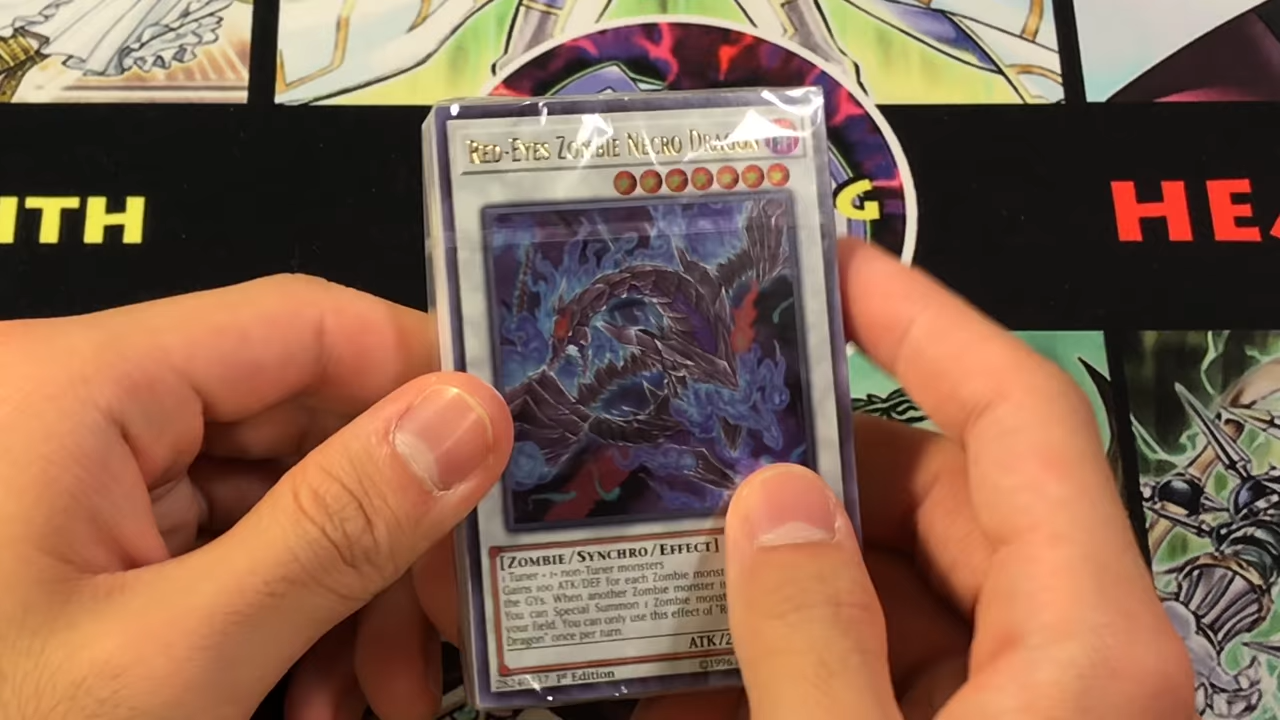 RED-EYES ZOMBIE NECRO DRAGON
ITH
G
HEA
[ZOMBIE/SYNCHRO/EFFECT]
1 Tuner + 1+ non-Tuner monsters
Gains 100 ATK/DEF for each Zombie monst
the GYs. When another Zombie monster i
You can Special Summon 1 Zombie monst
your field. You can only use this effect of "R
Dragon" once per turn.
ATK/2
©1996
1st Edition